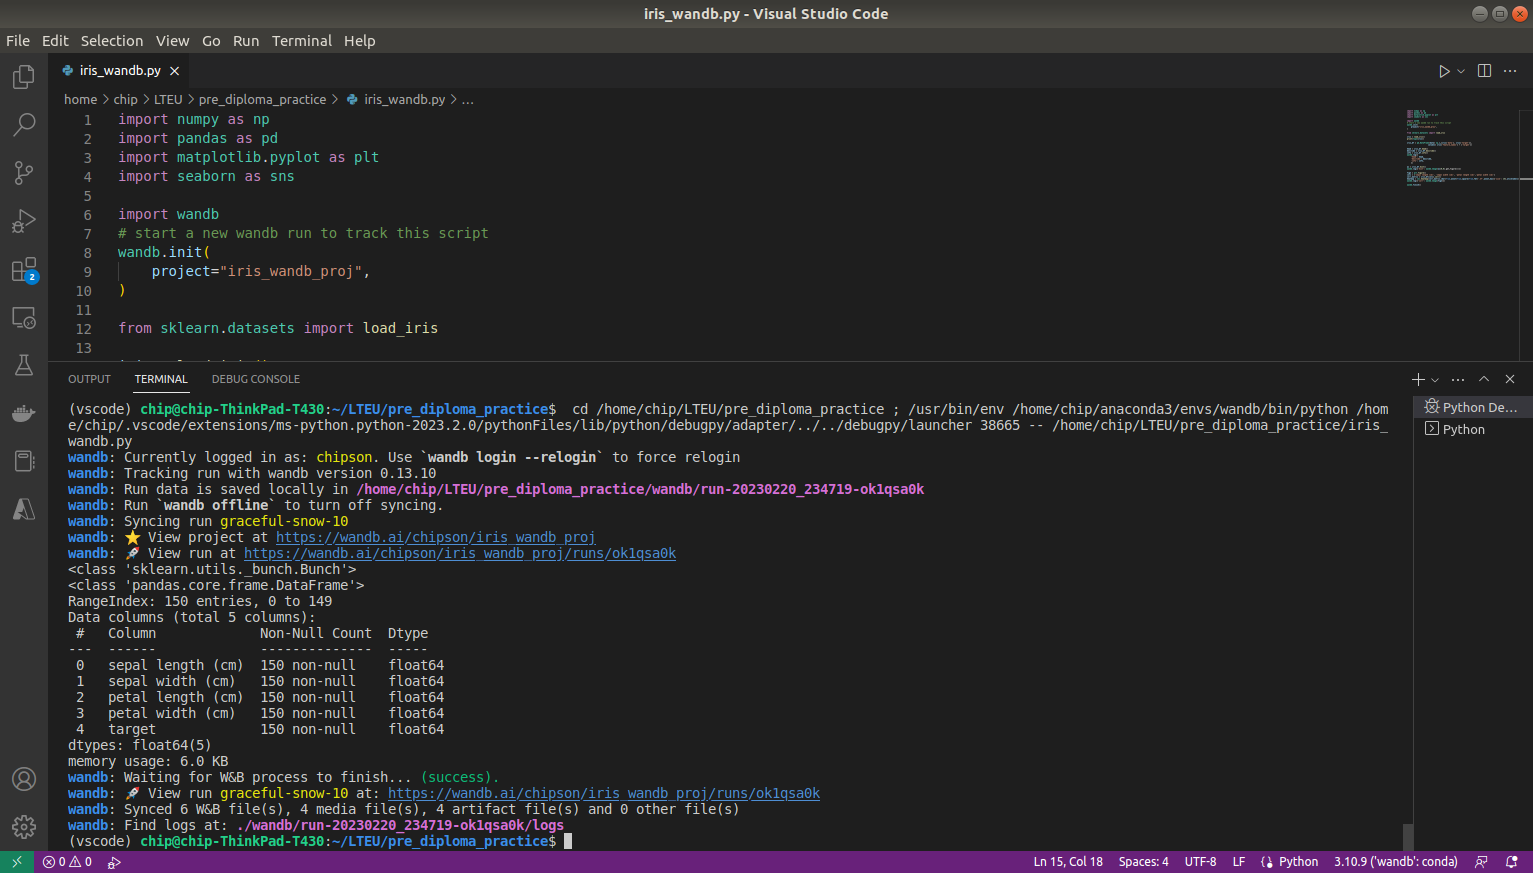 iris_wandb.py - Visual Studio Code
File Edit Selection View Go Run Terminal Help
iris_wandb.py
home > chip > LTEU > pre_diploma_practice > iris_wandb.py > ...
1 import numpy as np
2 import pandas as pd
3 import matplotlib.pyplot as plt
4 import seaborn as sns
5
6 import wandb
7 # start a new wandb run to track this script
8 wandb.init(
9 project="iris_wandb_proj",
10 )
11
12 from sklearn.datasets import load_iris
13
OUTPUT TERMINAL DEBUG CONSOLE
(vscode) chip@chip-ThinkPad-T430:~/LTEU/pre_diploma_practice$ cd /home/chip/LTEU/pre_diploma_practice ; /usr/bin/env /home/chip/anaconda3/envs/wandb/bin/python /hom
e/chip/.vscode/extensions/ms-python.python-2023.2.0/pythonFiles/lib/python/debugpy/adapter/../../debugpy/launcher 38665 -- /home/chip/LTEU/pre_diploma_practice/iris_
wandb.py
wandb: Currently logged in as: chipson. Use `wandb login --relogin` to force relogin
wandb: Tracking run with wandb version 0.13.10
wandb: Run data is saved locally in /home/chip/LTEU/pre_diploma_practice/wandb/run-20230220_234719-ok1qsa0k
wandb: Run `wandb offline` to turn off syncing.
wandb: Syncing run graceful-snow-10
wandb: ⭐ View project at https://wandb.ai/chipson/iris_wandb_proj
wandb: 🚀 View run at https://wandb.ai/chipson/iris_wandb_proj/runs/ok1qsa0k
<class 'sklearn.utils._bunch.Bunch'>
<class 'pandas.core.frame.DataFrame'>
RangeIndex: 150 entries, 0 to 149
Data columns (total 5 columns):
# Column Non-Null Count Dtype
--- ------ -------------- -----
0 sepal length (cm) 150 non-null float64
1 sepal width (cm) 150 non-null float64
2 petal length (cm) 150 non-null float64
3 petal width (cm) 150 non-null float64
4 target 150 non-null float64
dtypes: float64(5)
memory usage: 6.0 KB
wandb: Waiting for W&B process to finish... (success).
wandb: 🚀 View run graceful-snow-10 at: https://wandb.ai/chipson/iris_wandb_proj/runs/ok1qsa0k
wandb: Synced 6 W&B file(s), 4 media file(s), 4 artifact file(s) and 0 other file(s)
wandb: Find logs at: ./wandb/run-20230220_234719-ok1qsa0k/logs
(vscode) chip@chip-ThinkPad-T430:~/LTEU/pre_diploma_practice$
Python De...
Python
2
0 0
Ln 15, Col 18 Spaces: 4 UTF-8 LF Python 3.10.9 ('wandb': conda)